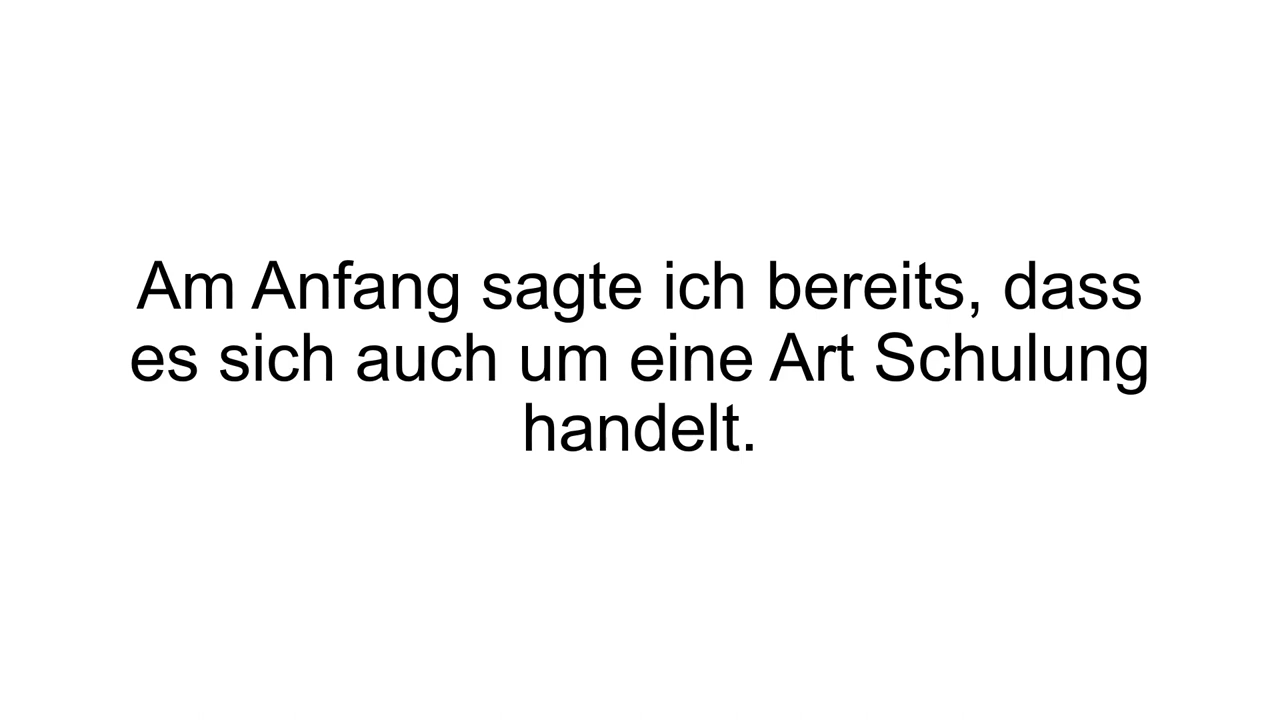 Am Anfang sagte ich bereits, dass
es sich auch um eine Art Schulung
handelt.